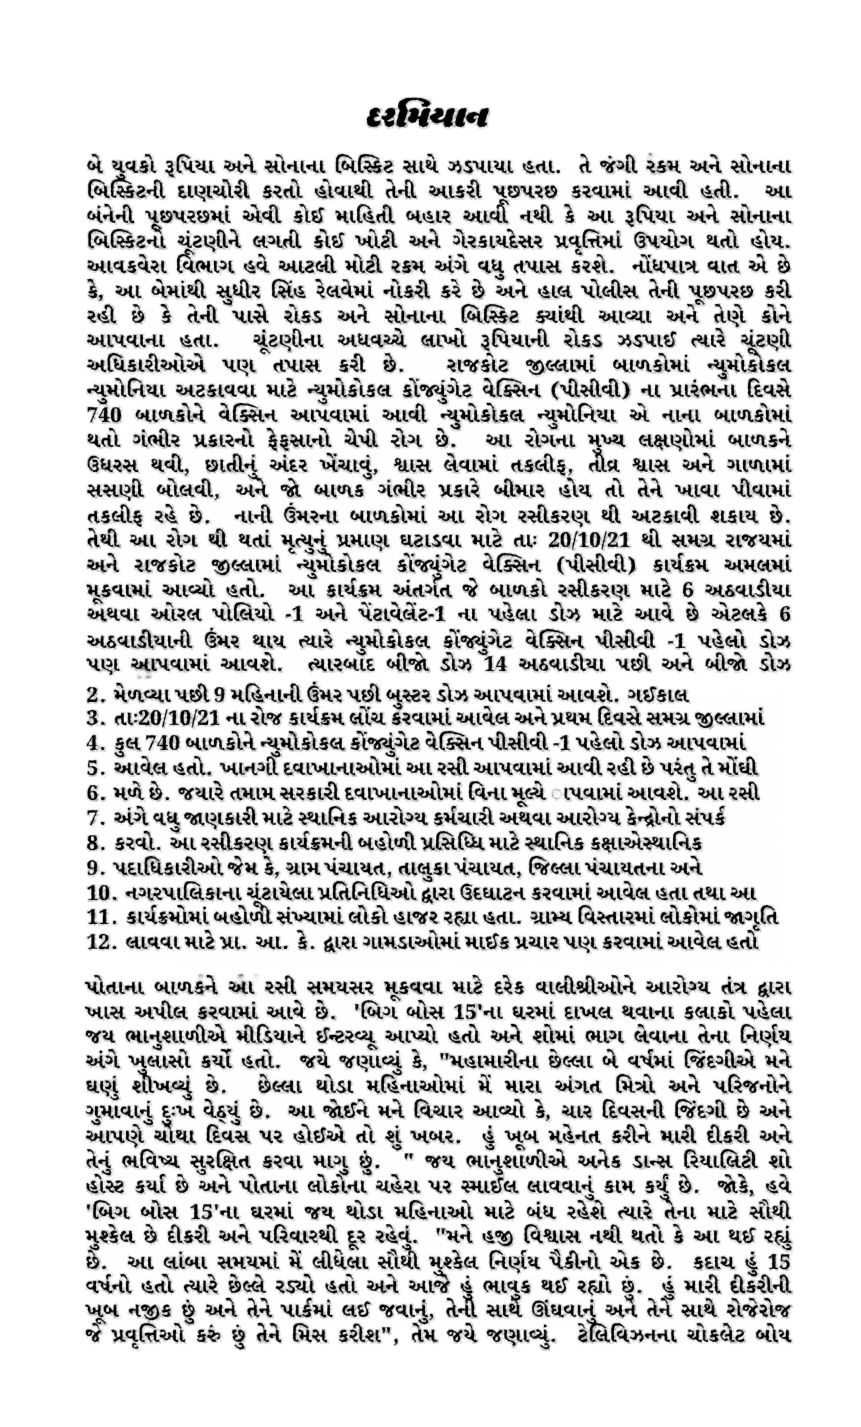 દરમિયાન
બે યુવકો રૂપિયા અને સોનાના બિસ્કિટ સાથે ઝડપાયા હતા. તે જંગી રકમ અને સોનાના
બિસ્કિટની દાણચોરી કરતો હોવાથી તેની આકરી પૂછપરછ કરવામાં આવી હતી. આ
બંનેની પૂછપરછમાં એવી કોઈ માહિતી બહાર આવી નથી કે આ રૂપિયા અને સોનાના
બિસ્કિટનો ચૂંટણીને લગતી કોઈ ખોટી અને ગેરકાયદેસર પ્રવૃત્તિમાં ઉપયોગ થતો હોય.
આવકવેરા વિભાગ હવે આટલી મોટી રકમ અંગે વધુ તપાસ કરશે. નોંધપાત્ર વાત એ છે
કે, આ બેમાંથી સુધીર સિંહ રેલવેમાં નોકરી કરે છે અને હાલ પોલીસ તેની પૂછપરછ કરી
રહી છે કે તેની પાસે રોકડ અને સોનાના બિસ્કિટ ક્યાંથી આવ્યા અને તેણે કોને
આપવાના હતા. ચૂંટણીના અધવચ્ચે લાખો રૂપિયાની રોકડ ઝડપાઈ ત્યારે ચૂંટણી
અધિકારીઓએ પણ તપાસ કરી છે. રાજકોટ જીલ્લામાં બાળકોમાં ન્યુમોકોકલ
ન્યુમોનિયા અટકાવવા માટે ન્યુમોકોકલ કોંજ્યુંગેટ વેક્સિન (પીસીવી) ના પ્રારંભના દિવસે
740 બાળકોને વેક્સિન આપવામાં આવી ન્યુમોકોકલ ન્યુમોનિયા એ નાના બાળકોમાં
થતો ગંભીર પ્રકારનો ફેફસાનો ચેપી રોગ છે. આ રોગના મુખ્ય લક્ષણોમાં બાળકને
ઉધરસ થવી, છાતીનું અંદર ખેંચાવું, શ્વાસ લેવામાં તકલીફ, તીવ્ર શ્વાસ અને ગાળામાં
સસણી બોલવી, અને જો બાળક ગંભીર પ્રકારે બીમાર હોય તો તેને ખાવા પીવામાં
તકલીફ રહે છે. નાની ઉંમરના બાળકોમાં આ રોગ રસીકરણ થી અટકાવી શકાય છે.
તેથી આ રોગ થી થતાં મૃત્યુનું પ્રમાણ ઘટાડવા માટે તાઃ 20/10/21 થી સમગ્ર રાજયમાં
અને રાજકોટ જીલ્લામાં ન્યુમોકોકલ કોંજ્યુંગેટ વેક્સિન (પીસીવી) કાર્યક્રમ અમલમાં
મૂકવામાં આવ્યો હતો. આ કાર્યક્રમ અંતર્ગત જે બાળકો રસીકરણ માટે 6 અઠવાડીયા
અથવા ઓરલ પોલિયો -1 અને પેંટાવેલેંટ-1 ના પહેલા ડોઝ માટે આવે છે એટલકે 6
અઠવાડીયાની ઉંમર થાય ત્યારે ન્યુમોકોકલ કોંજ્યુંગેટ વેક્સિન પીસીવી -1 પહેલો ડોઝ
પણ આપવામાં આવશે. ત્યારબાદ બીજો ડોઝ 14 અઠવાડીયા પછી અને બીજો ડોઝ
2. મેળવ્યા પછી 9 મહિનાની ઉંમર પછી બુસ્ટર ડોઝ આપવામાં આવશે. ગઈકાલ
3. તાઃ20/10/21 ના રોજ કાર્યક્રમ લોંચ કરવામાં આવેલ અને પ્રથમ દિવસે સમગ્ર જીલ્લામાં
4. કુલ 740 બાળકોને ન્યુમોકોકલ કોંજ્યુંગેટ વેક્સિન પીસીવી -1 પહેલો ડોઝ આપવામાં
5. આવેલ હતો. ખાનગી દવાખાનાઓમાં આ રસી આપવામાં આવી રહી છે પરંતુ તે મોંઘી
6. મળે છે. જયારે તમામ સરકારી દવાખાનાઓમાં વિના મૂલ્યે ાપવામાં આવશે. આ રસી
7. અંગે વધુ જાણકારી માટે સ્થાનિક આરોગ્ય કર્મચારી અથવા આરોગ્ય કેન્દ્રોનો સંપર્ક
8. કરવો. આ રસીકરણ કાર્યક્રમની બહોળી પ્રસિધ્ધિ માટે સ્થાનિક કક્ષાએસ્થાનિક
9. પદાધિકારીઓ જેમ કે, ગ્રામ પંચાયત, તાલુકા પંચાયત, જિલ્લા પંચાયતના અને
10. નગરપાલિકાના ચૂંટાયેલા પ્રતિનિધિઓ દ્વારા ઉદઘાટન કરવામાં આવેલ હતા તથા આ
11. કાર્યક્રમોમાં બહોળી સંખ્યામાં લોકો હાજર રહ્યા હતા. ગ્રામ્ય વિસ્તારમાં લોકોમાં જાગૃતિ
12. લાવવા માટે પ્રા. આ. કે. દ્વારા ગામડાઓમાં માઈક પ્રચાર પણ કરવામાં આવેલ હતો
પોતાના બાળકને આ રસી સમયસર મૂકવવા માટે દરેક વાલીશ્રીઓને આરોગ્ય તંત્ર દ્વારા
ખાસ અપીલ કરવામાં આવે છે. 'બિગ બોસ 15'ના ઘરમાં દાખલ થવાના કલાકો પહેલા
જય ભાનુશાળીએ મીડિયાને ઈન્ટરવ્યૂ આપ્યો હતો અને શોમાં ભાગ લેવાના તેના નિર્ણય
અંગે ખુલાસો કર્યો હતો. જયે જણાવ્યું કે, "મહામારીના છેલ્લા બે વર્ષમાં જિંદગીએ મને
ઘણું શીખવ્યું છે. છેલ્લા થોડા મહિનાઓમાં મેં મારા અંગત મિત્રો અને પરિજનોને
ગુમાવાનું દુઃખ વેઠ્યું છે. આ જોઈને મને વિચાર આવ્યો કે, ચાર દિવસની જિંદગી છે અને
આપણે ચોથા દિવસ પર હોઈએ તો શું ખબર. હું ખૂબ મહેનત કરીને મારી દીકરી અને
તેનું ભવિષ્ય સુરક્ષિત કરવા માગુ છું. " જય ભાનુશાળીએ અનેક ડાન્સ રિયાલિટી શો
હોસ્ટ કર્યા છે અને પોતાના લોકોના ચહેરા પર સ્માઈલ લાવવાનું કામ કર્યું છે. જોકે, હવે
'બિગ બોસ 15'ના ઘરમાં જય થોડા મહિનાઓ માટે બંધ રહેશે ત્યારે તેના માટે સૌથી
મુશ્કેલ છે દીકરી અને પરિવારથી દૂર રહેવું. "મને હજી વિશ્વાસ નથી થતો કે આ થઈ રહ્યું
છે. આ લાંબા સમયમાં મેં લીધેલા સૌથી મુશ્કેલ નિર્ણય પૈકીનો એક છે. કદાચ હું 15
વર્ષનો હતો ત્યારે છેલ્લે રડ્યો હતો અને આજે હું ભાવુક થઈ રહ્યો છું. હું મારી દીકરીની
ખૂબ નજીક છું અને તેને પાર્કમાં લઈ જવાનું, તેની સાથે ઊંઘવાનું અને તેને સાથે રોજેરોજ
જે પ્રવૃત્તિઓ કરું છું તેને મિસ કરીશ", તેમ જયે જણાવ્યું. ટેલિવિઝનના ચોકલેટ બોય